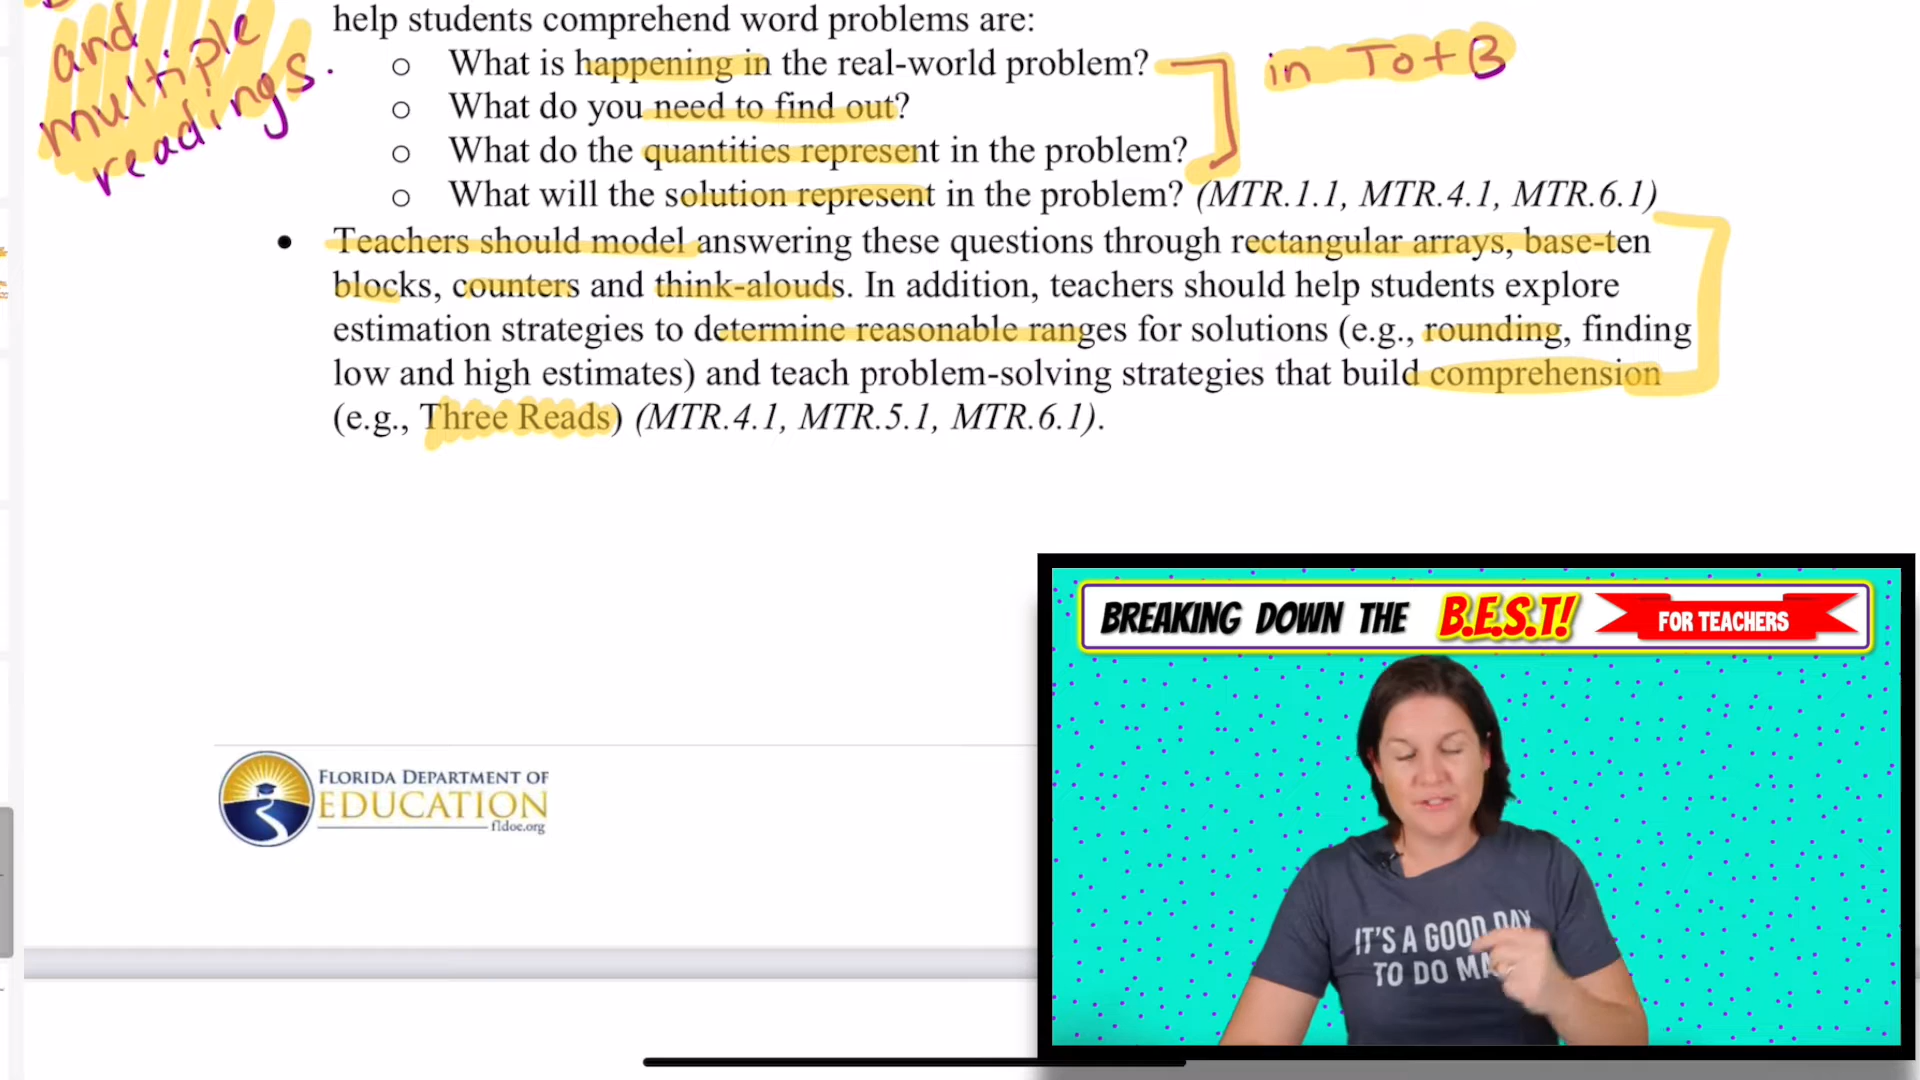 and
multiple
readings.
help students comprehend word problems are:
o What is happening in the real-world problem?
in To+B
o What do you need to find out?
o What do the quantities represent in the problem?
o What will the solution represent in the problem? (MTR.1.1, MTR.4.1, MTR.6.1)
• Teachers should model answering these questions through rectangular arrays, base-ten
blocks, counters and think-alouds. In addition, teachers should help students explore
estimation strategies to determine reasonable ranges for solutions (e.g., rounding, finding
low and high estimates) and teach problem-solving strategies that build comprehension
(e.g., Three Reads) (MTR.4.1, MTR.5.1, MTR.6.1).
FLORIDA DEPARTMENT OF
EDUCATION
fldoe.org
BREAKING DOWN THE B.E.S.T! FOR TEACHERS
IT'S A GOOD DAY
TO DO